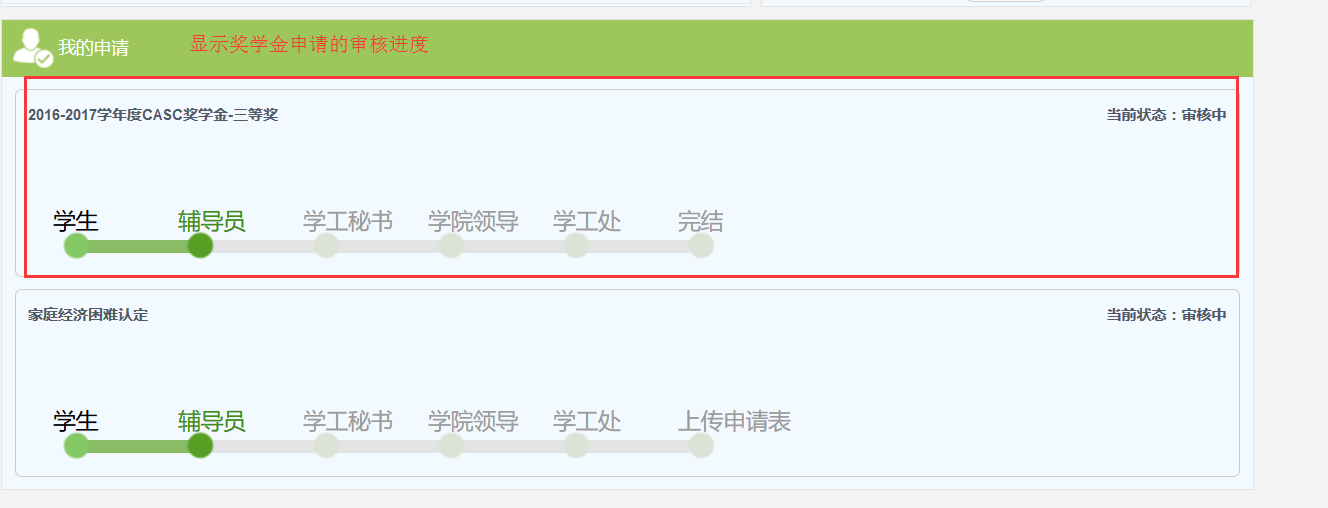 我的申请 显示奖学金申请的审核进度
2016-2017学年度CASC奖学金-三等奖 当前状态：审核中
学生 辅导员 学工秘书 学院领导 学工处 完结
家庭经济困难认定 当前状态：审核中
学生 辅导员 学工秘书 学院领导 学工处 上传申请表